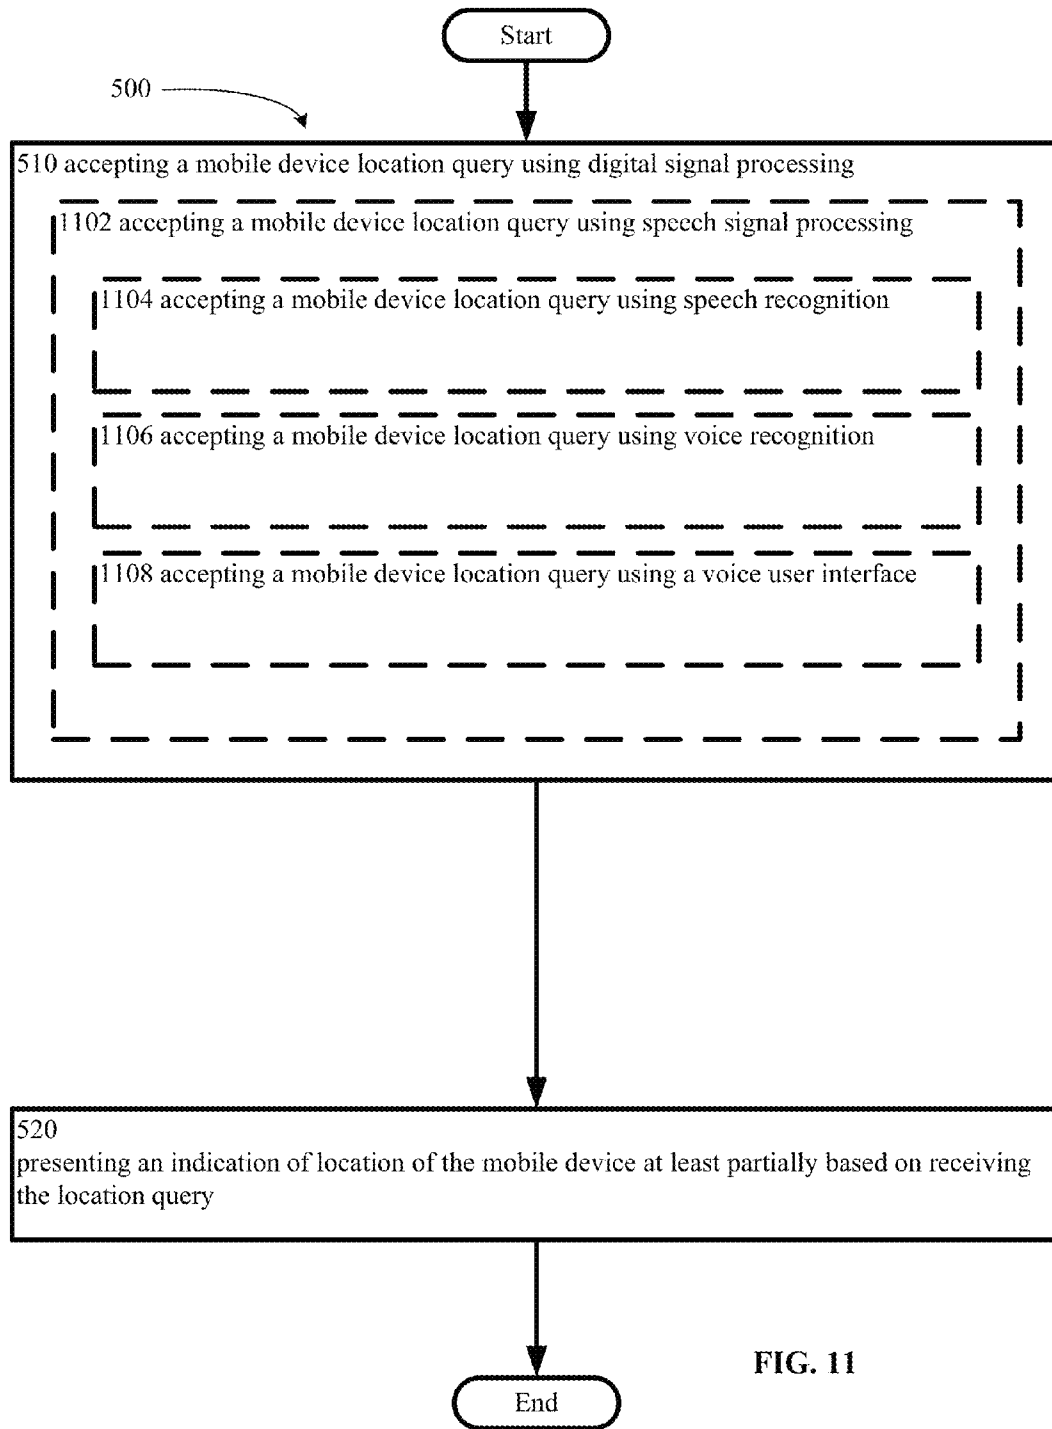 Start
500
510 accepting a mobile device location query using digital signal processing
1102 accepting a mobile device location query using speech signal processing
1104 accepting a mobile device location query using speech recognition
1106 accepting a mobile device location query using voice recognition
1108 accepting a mobile device location query using a voice user interface
520
presenting an indication of location of the mobile device at least partially based on receiving
the location query
FIG. 11
End